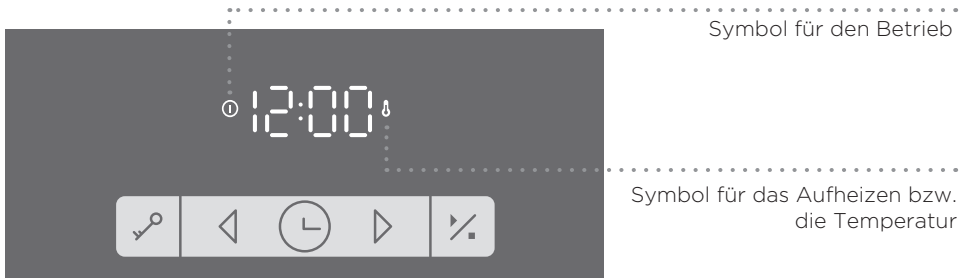 Symbol für den Betrieb
12:00
Symbol für das Aufheizen bzw.
die Temperatur